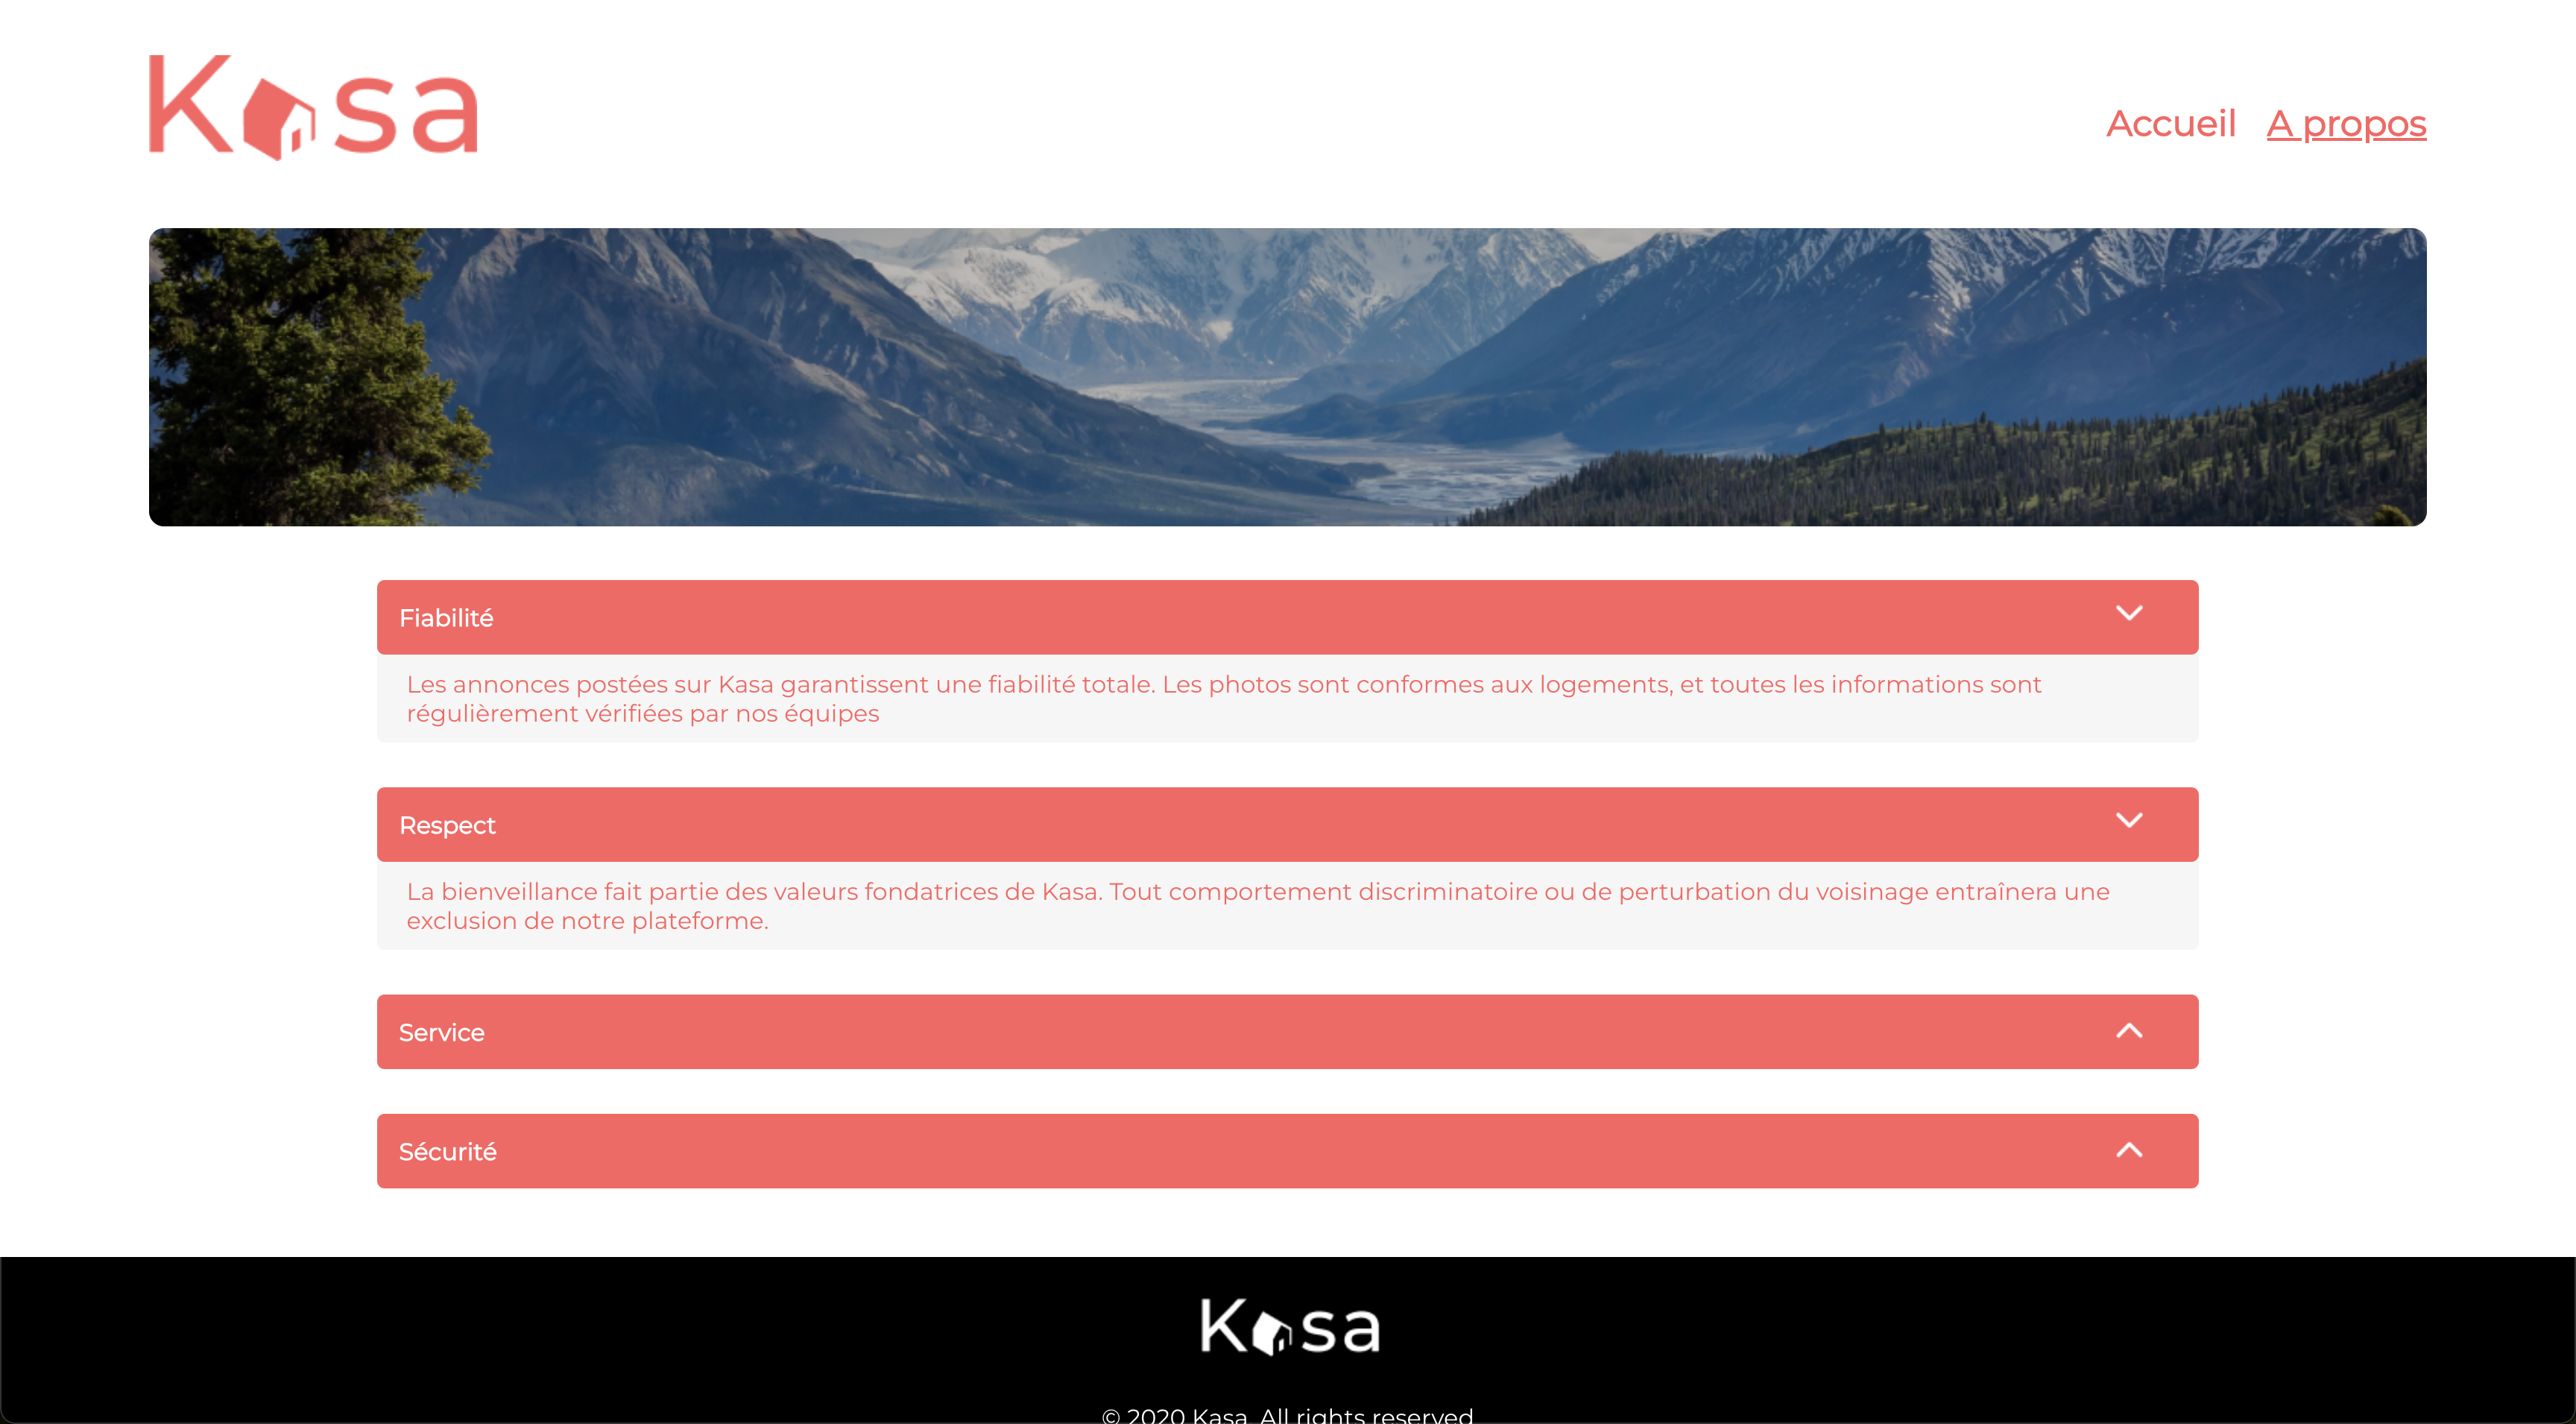 Kasa
Accueil A propos
Fiabilité
Les annonces postées sur Kasa garantissent une fiabilité totale. Les photos sont conformes aux logements, et toutes les informations sont
régulièrement vérifiées par nos équipes
Respect
La bienveillance fait partie des valeurs fondatrices de Kasa. Tout comportement discriminatoire ou de perturbation du voisinage entraînera une
exclusion de notre plateforme.
Service
Sécurité
Kasa
© 2020 Kasa. All rights reserved